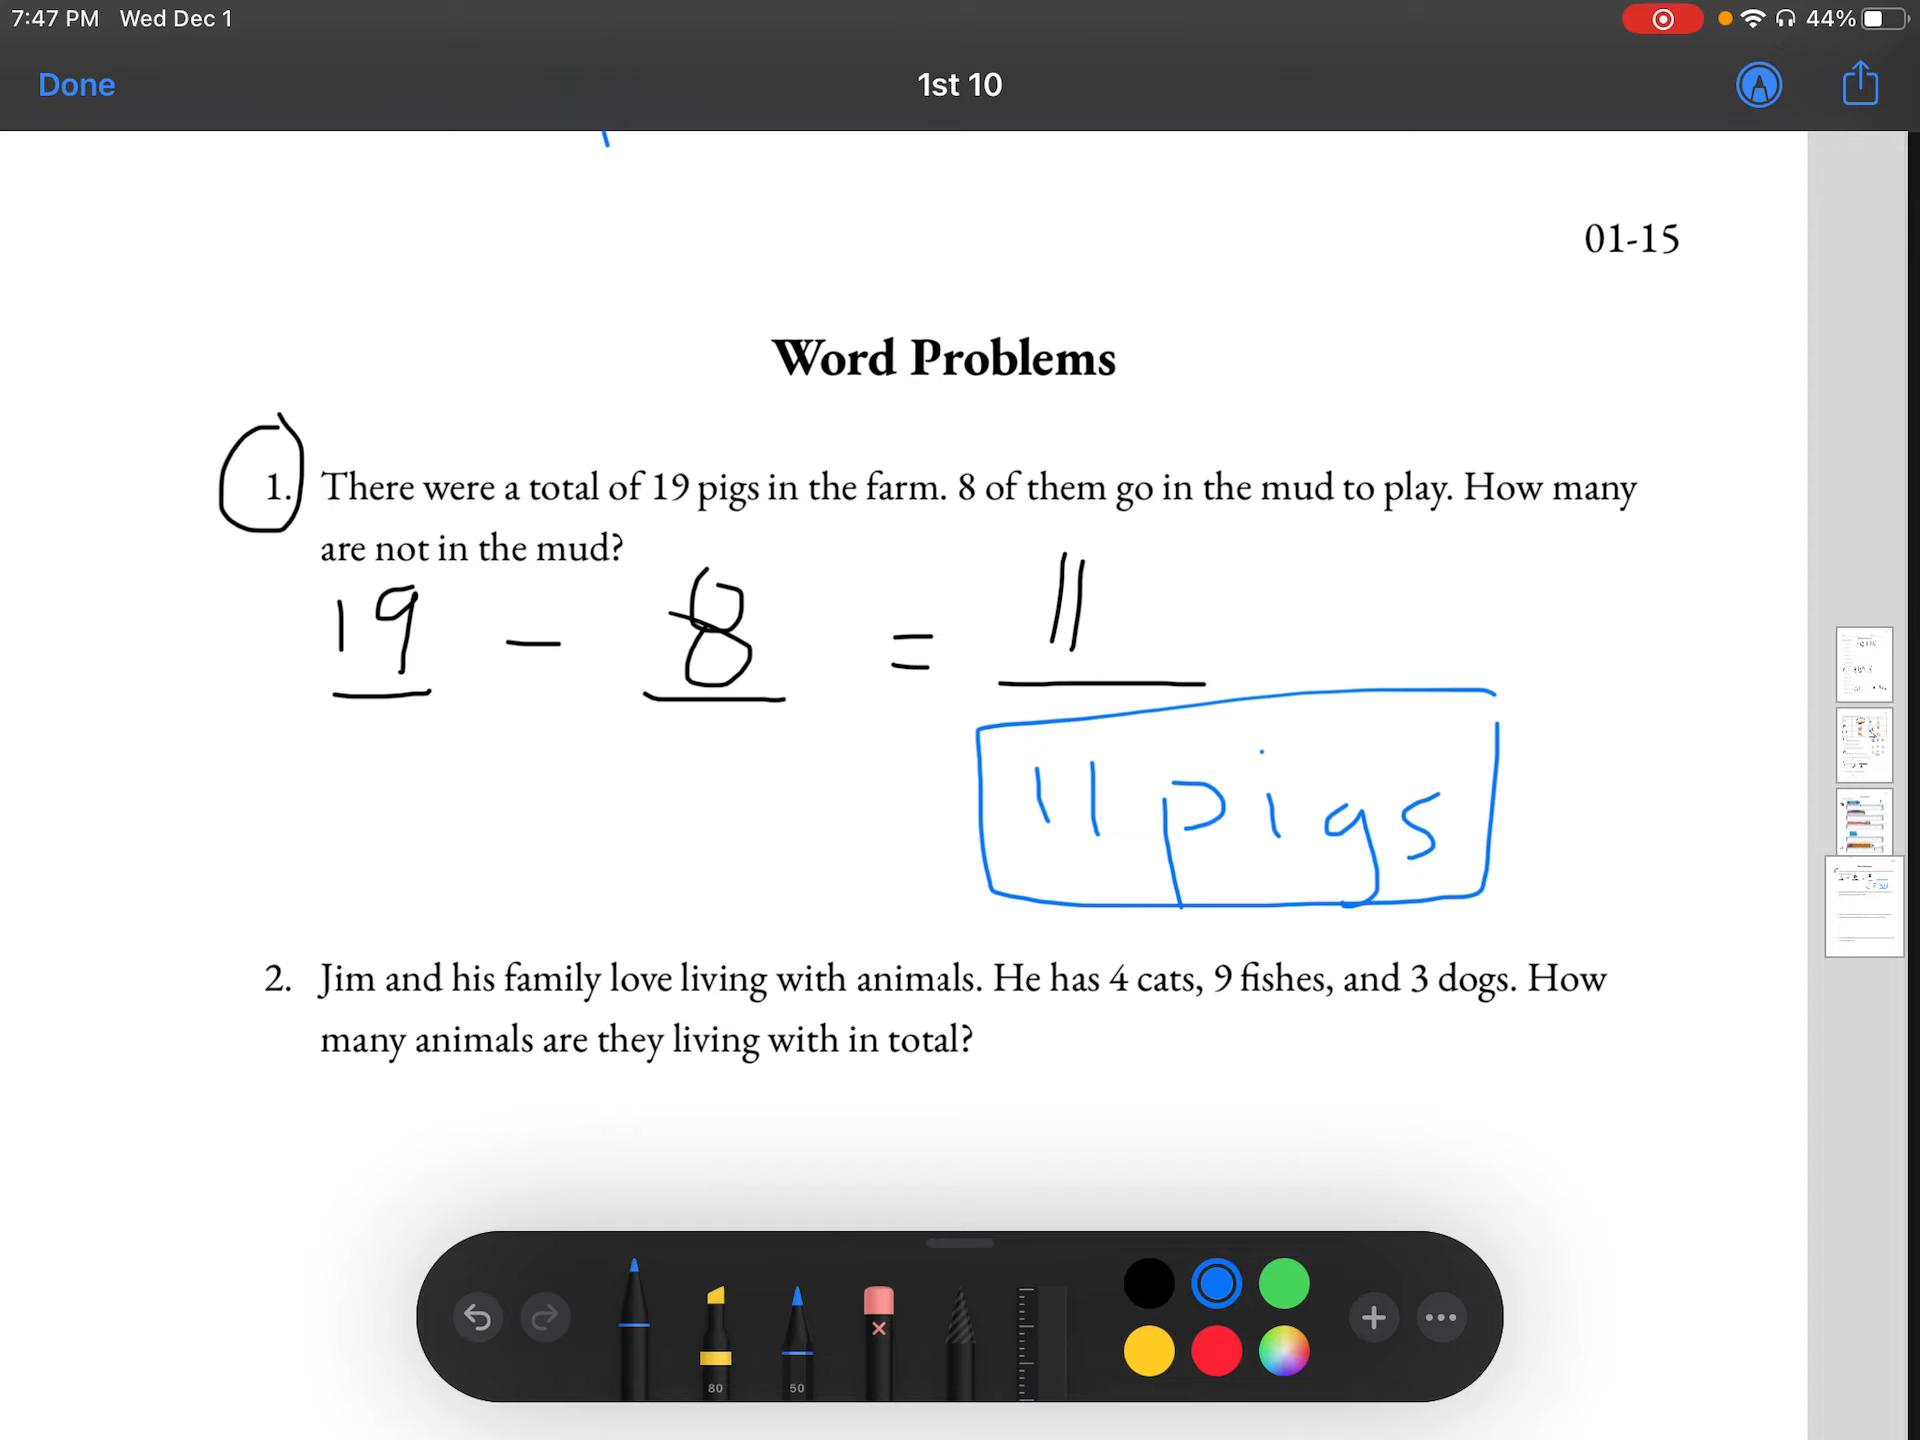 7:47 PM Wed Dec 1 44%
Done 1st 10
01-15
Word Problems
1. There were a total of 19 pigs in the farm. 8 of them go in the mud to play. How many
are not in the mud?
19 - 8 = 11
11 pigs
2. Jim and his family love living with animals. He has 4 cats, 9 fishes, and 3 dogs. How
many animals are they living with in total?
80 50